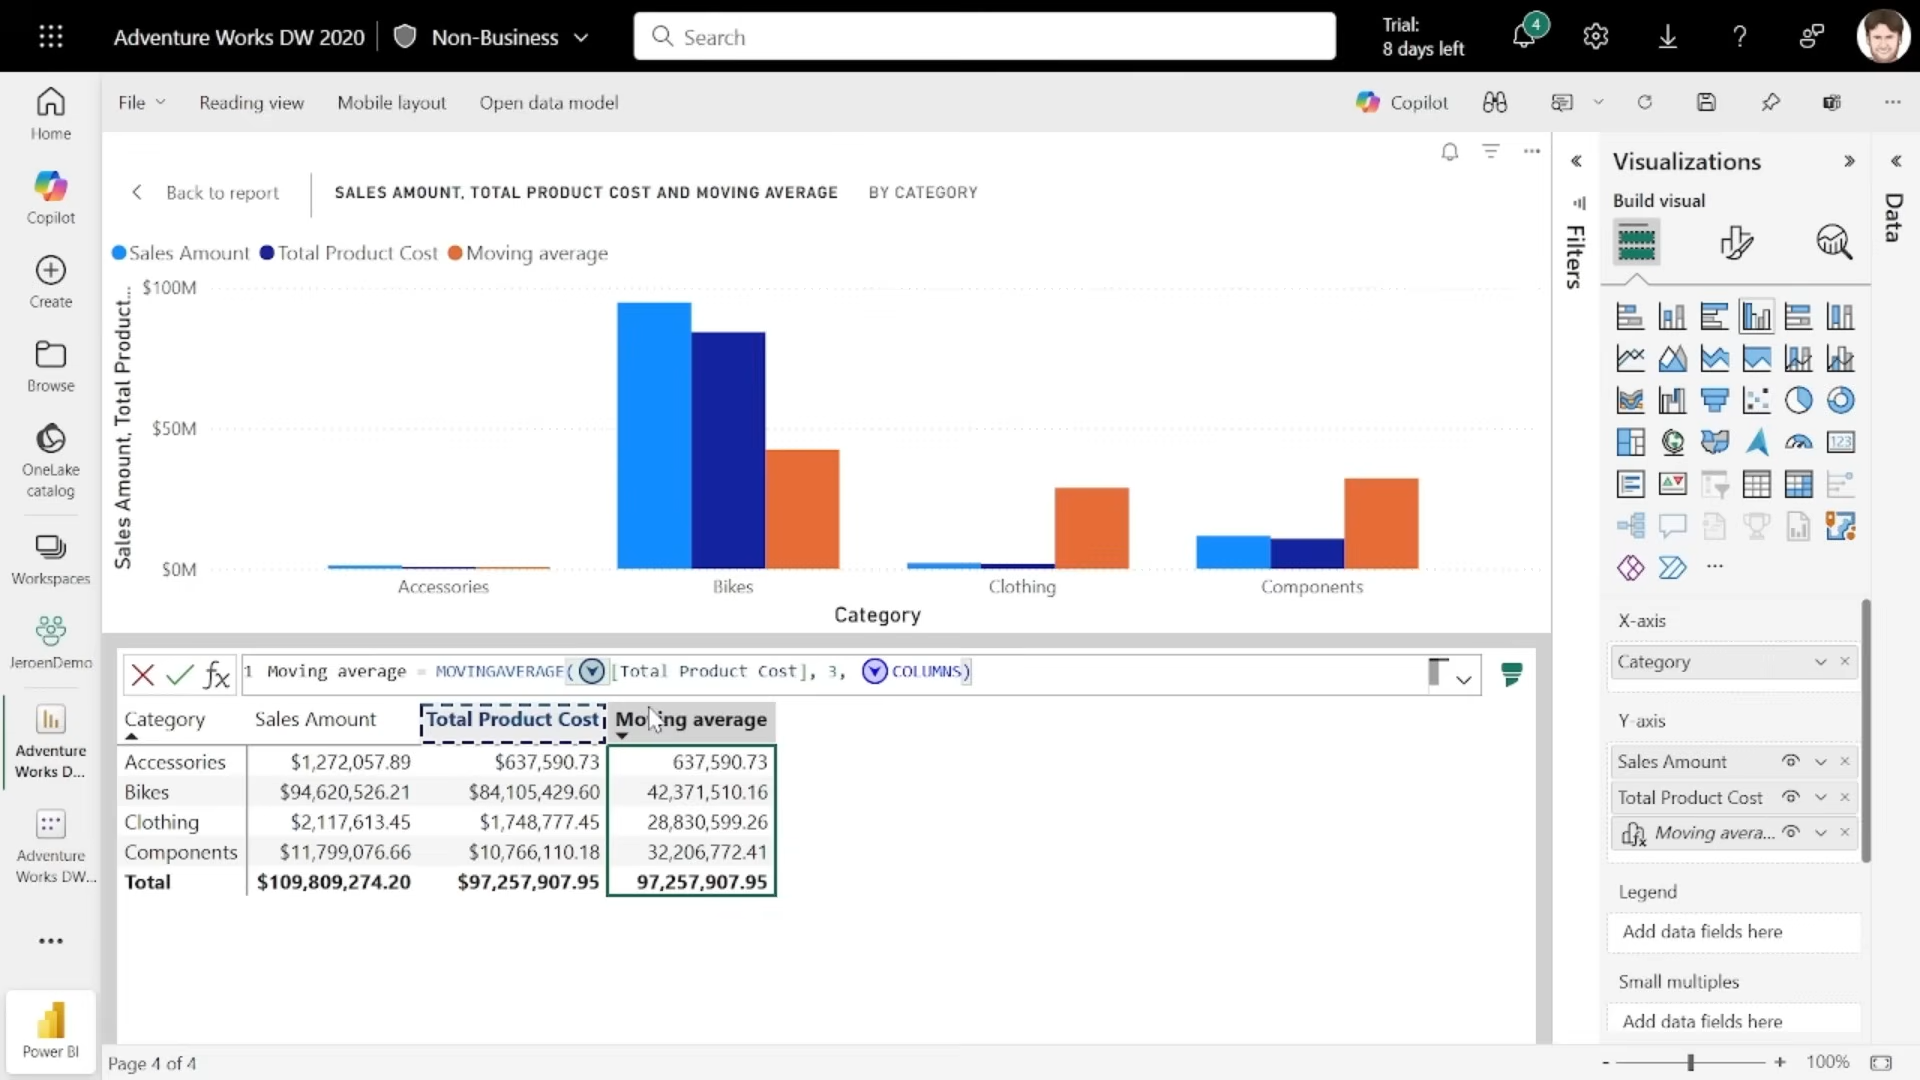 Adventure Works DW 2020
Non-Business
Search
Trial:
8 days left
4
File
Reading view
Mobile layout
Open data model
Copilot
Home
Copilot
Create
Browse
OneLake
catalog
Workspaces
JeroenDemo
Adventure
Works D...
Adventure
Works DW...
Power BI
Back to report
SALES AMOUNT, TOTAL PRODUCT COST AND MOVING AVERAGE
BY CATEGORY
Sales Amount
Total Product Cost
Moving average
Sales Amount, Total Product...
$100M
$50M
$0M
Accessories
Bikes
Clothing
Components
Category
1 Moving average = MOVINGAVERAGE( [Total Product Cost], 3, COLUMNS)
Category Sales Amount Total Product Cost Moving average
Accessories $1,272,057.89 $637,590.73 637,590.73
Bikes $94,620,526.21 $84,105,429.60 42,371,510.16
Clothing $2,117,613.45 $1,748,777.45 28,830,599.26
Components $11,799,076.66 $10,766,110.18 32,206,772.41
Total $109,809,274.20 $97,257,907.95 97,257,907.95
Page 4 of 4
Filters
Visualizations
Build visual
123
X-axis
Category
Y-axis
Sales Amount
Total Product Cost
Moving avera...
Legend
Add data fields here
Small multiples
Add data fields here
Data
- + 100%